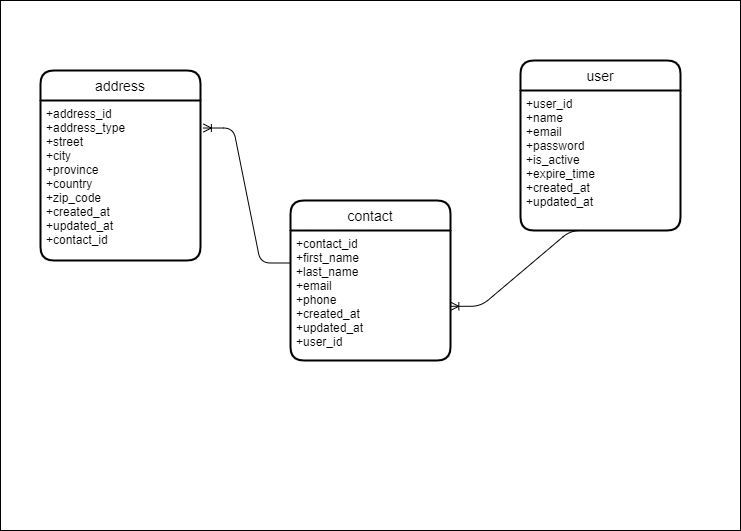 address
+address_id
+address_type
+street
+city
+province
+country
+zip_code
+created_at
+updated_at
+contact_id
contact
+contact_id
+first_name
+last_name
+email
+phone
+created_at
+updated_at
+user_id
user
+user_id
+name
+email
+password
+is_active
+expire_time
+created_at
+updated_at